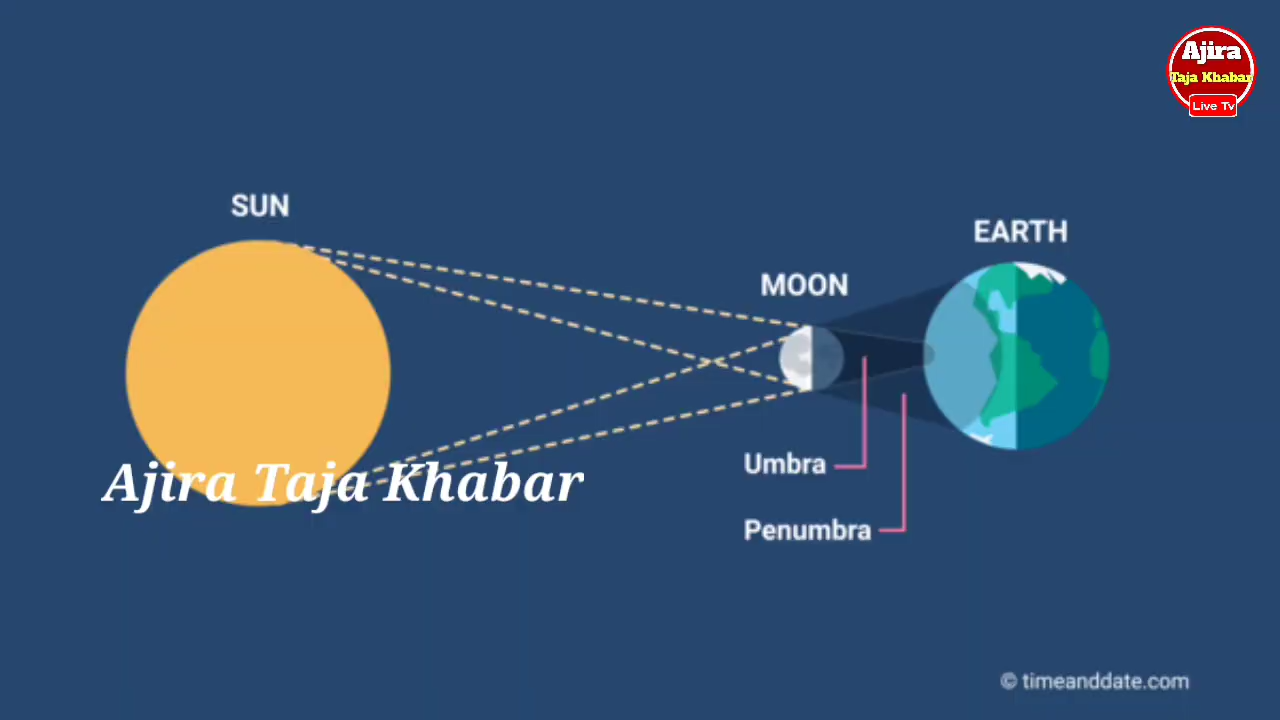 Ajira
Taja Khabar
Live Tv
SUN
EARTH
MOON
Umbra
Ajira Taja Khabar
Penumbra
© timeanddate.com